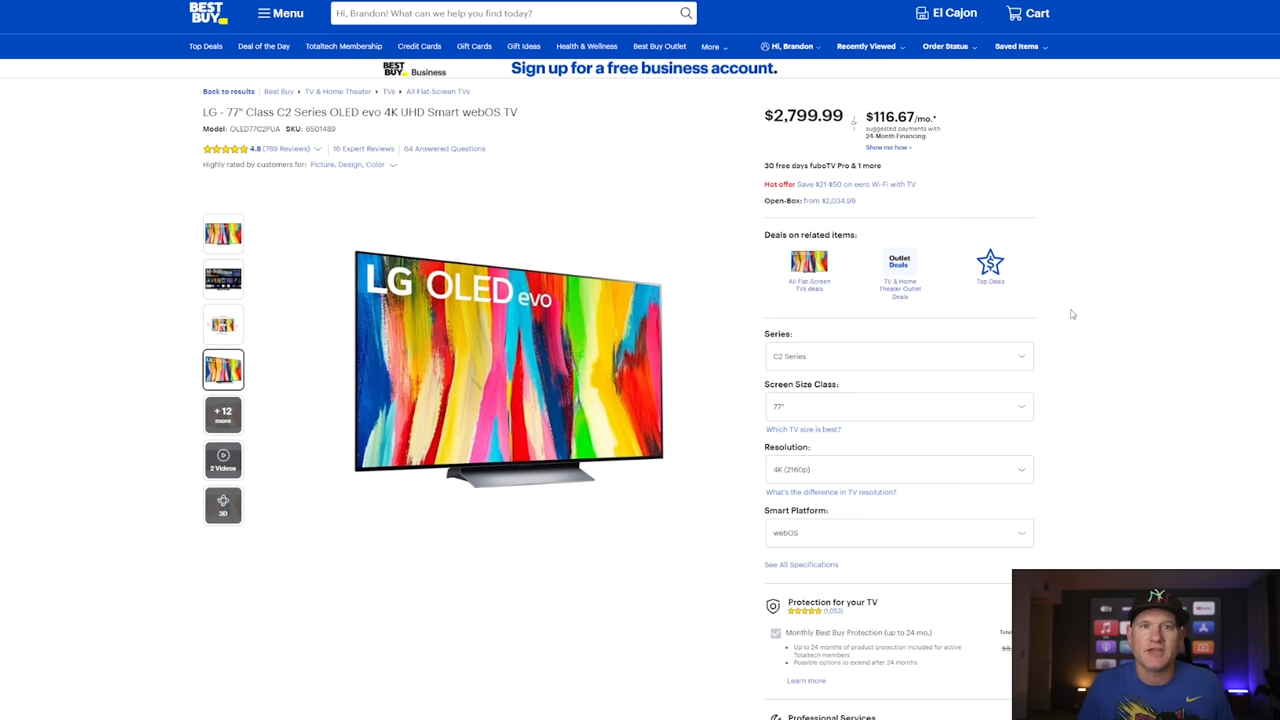 BEST BUY
Menu
Hi, Brandon! What can we help you find today?
El Cajon
Cart
Top Deals
Deal of the Day
Totaltech Membership
Credit Cards
Gift Cards
Gift Ideas
Health & Wellness
Best Buy Outlet
More
Hi, Brandon
Recently Viewed
Order Status
Saved Items
BEST BUY Business
Sign up for a free business account.
Back to results
Best Buy
TV & Home Theater
TVs
All Flat-Screen TVs
LG - 77" Class C2 Series OLED evo 4K UHD Smart webOS TV
Model: OLED77C2PUA SKU: 6501489
4.8 (789 Reviews)
16 Expert Reviews
64 Answered Questions
Highly rated by customers for: Picture, Design, Color
+ 12
more
2 Videos
3D
LG OLED evo
$2,799.99
or
$116.67/mo.*
suggested payments with
24-Month Financing
Show me how >
30 free days fuboTV Pro & 1 more
Hot offer Save $21-$50 on eero Wi-Fi with TV
Open-Box: from $2,034.99
Deals on related items:
All Flat-Screen
TVs deals
Outlet
Deals
TV & Home
Theater Outlet
Deals
Top Deals
Series:
C2 Series
Screen Size Class:
77"
Which TV size is best?
Resolution:
4K (2160p)
What's the difference in TV resolution?
Smart Platform:
webOS
See All Specifications
Protection for your TV
(1,053)
Monthly Best Buy Protection (up to 24 mo.)
Up to 24 months of product protection included for active
Totaltech members
Possible options to extend after 24 months
Learn more
Professional Services